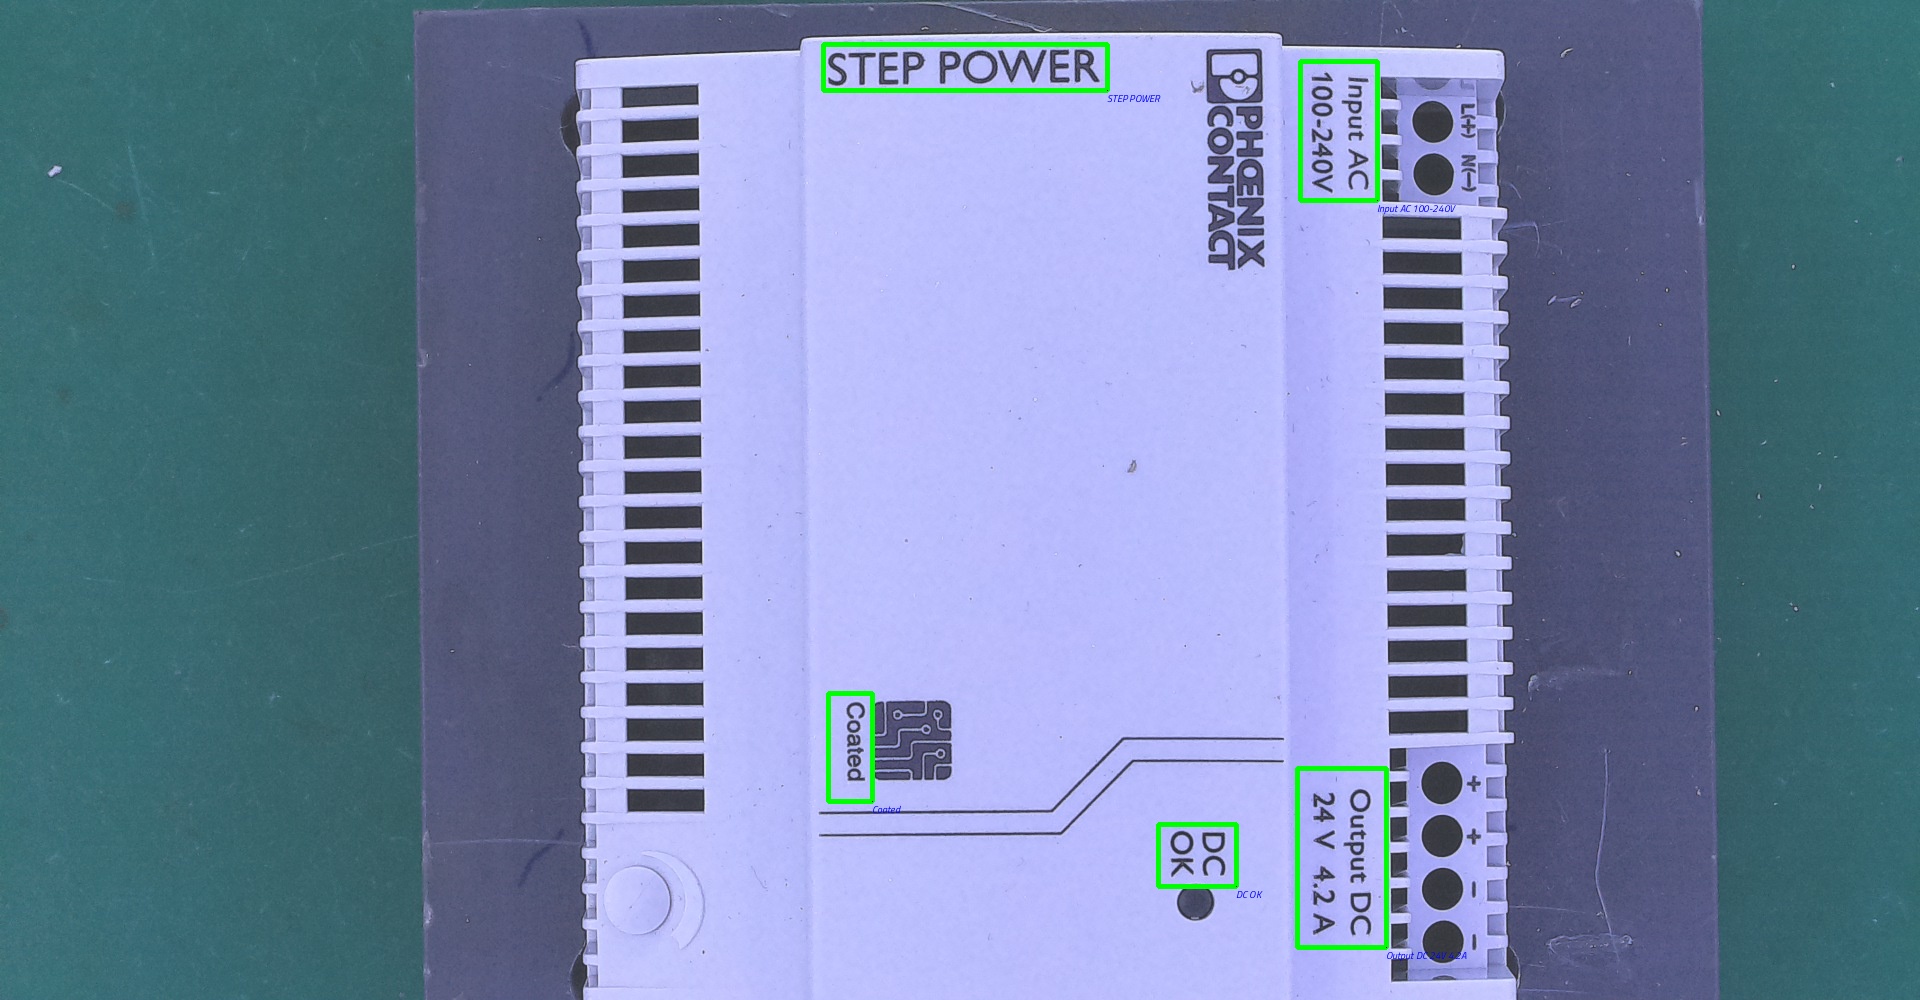 STEP POWER
STEP POWER
PHŒNIX
CONTACT
Input AC
100-240V
Input AC 100-240V
L(+)
N(−)
Coated
Coated
DC
OK
DC OK
Output DC
24 V 4.2 A
Output DC 24V 4.2A
+
+
−
−